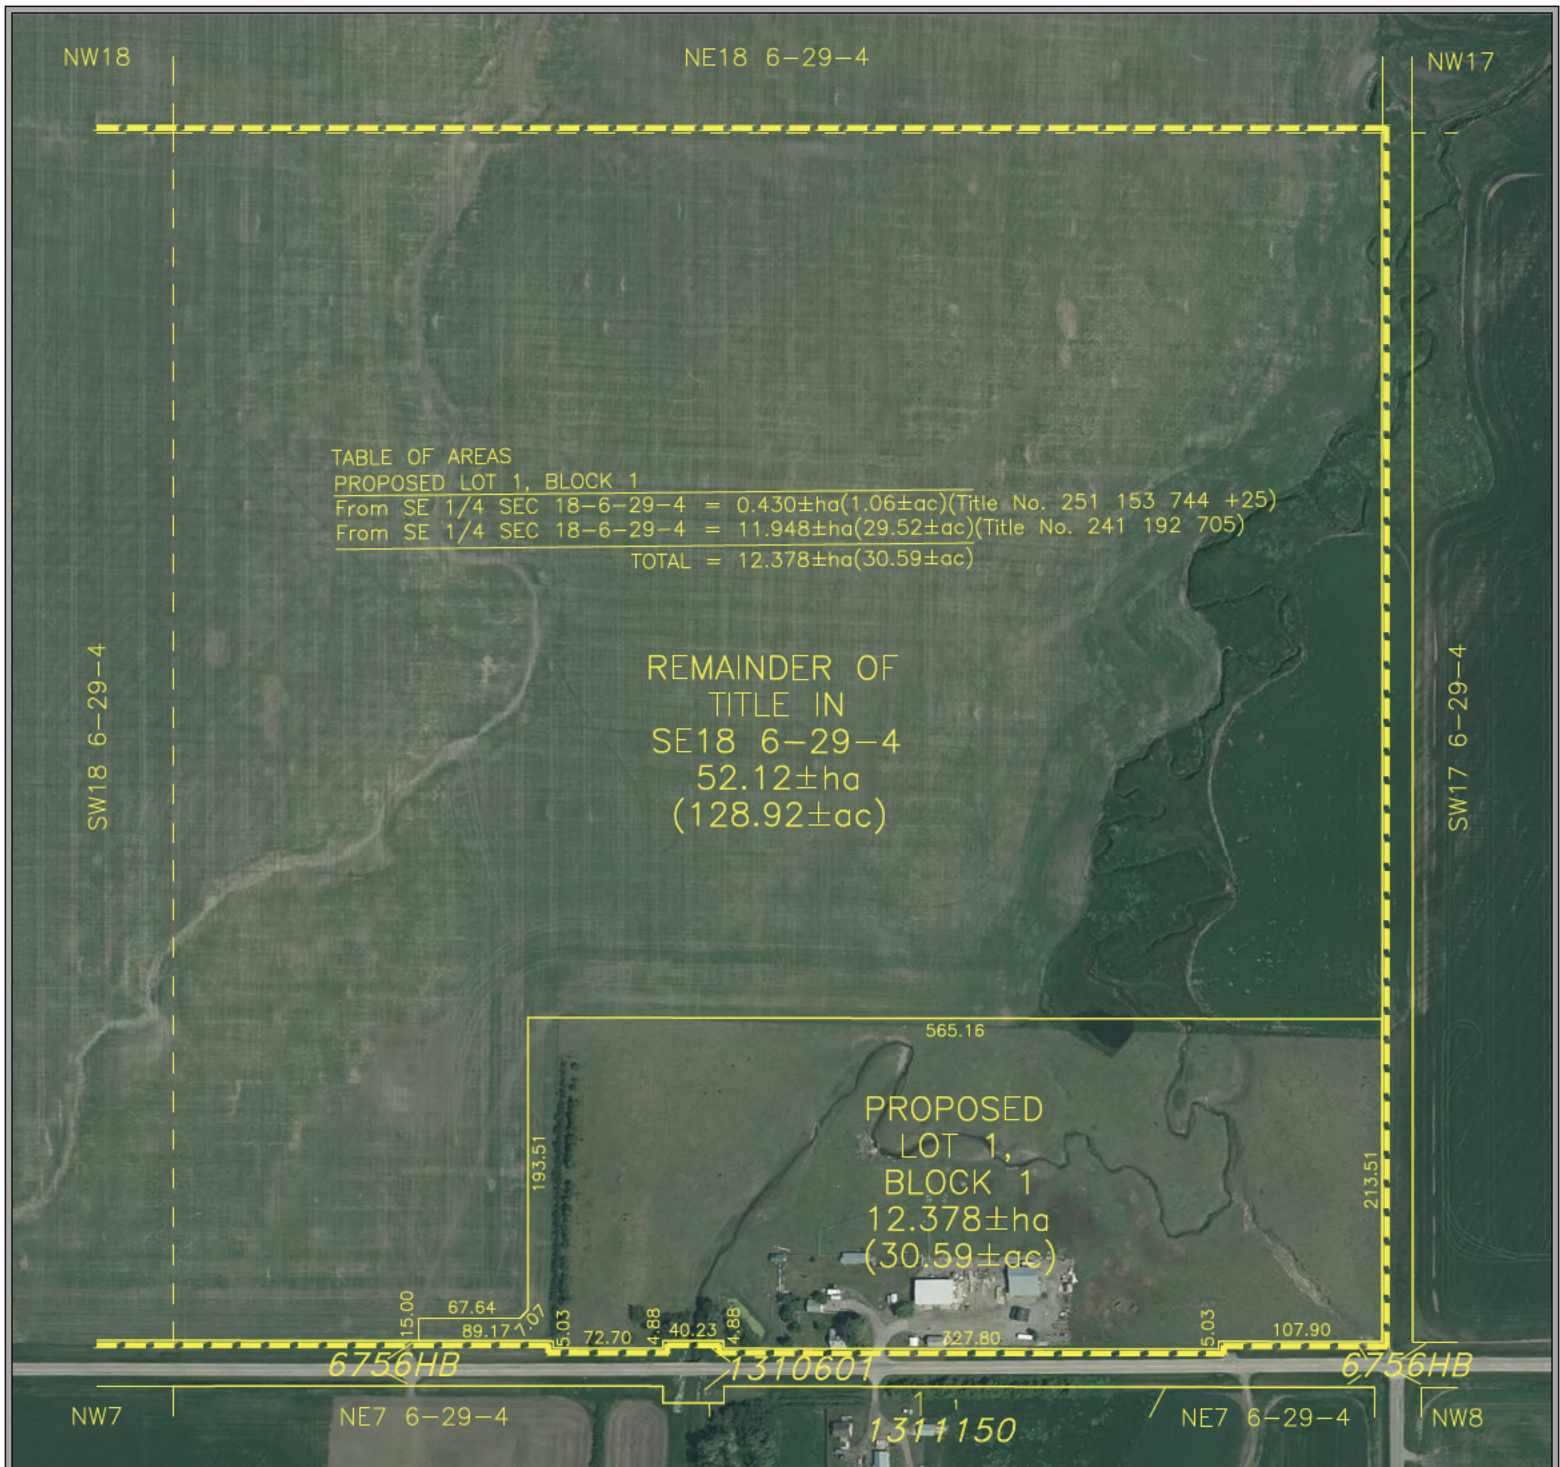 NW18
NE18 6-29-4
NW17
TABLE OF AREAS
PROPOSED LOT 1, BLOCK 1
From SE 1/4 SEC 18-6-29-4 = 0.430±ha(1.06±ac)(Title No. 251 153 744 +25)
From SE 1/4 SEC 18-6-29-4 = 11.948±ha(29.52±ac)(Title No. 241 192 705)
TOTAL = 12.378±ha(30.59±ac)
SW18 6-29-4
REMAINDER OF
TITLE IN
SE18 6-29-4
52.12±ha
(128.92±ac)
SW17 6-29-4
565.16
193.51
PROPOSED
LOT 1,
BLOCK 1
12.378±ha
(30.59±ac)
213.51
15.00
67.64
7.07
89.17
5.03
72.70
4.88
40.23
4.88
327.80
5.03
107.90
6756HB
1310601
6756HB
NW7
NE7 6-29-4
1311150
NE7 6-29-4
NW8